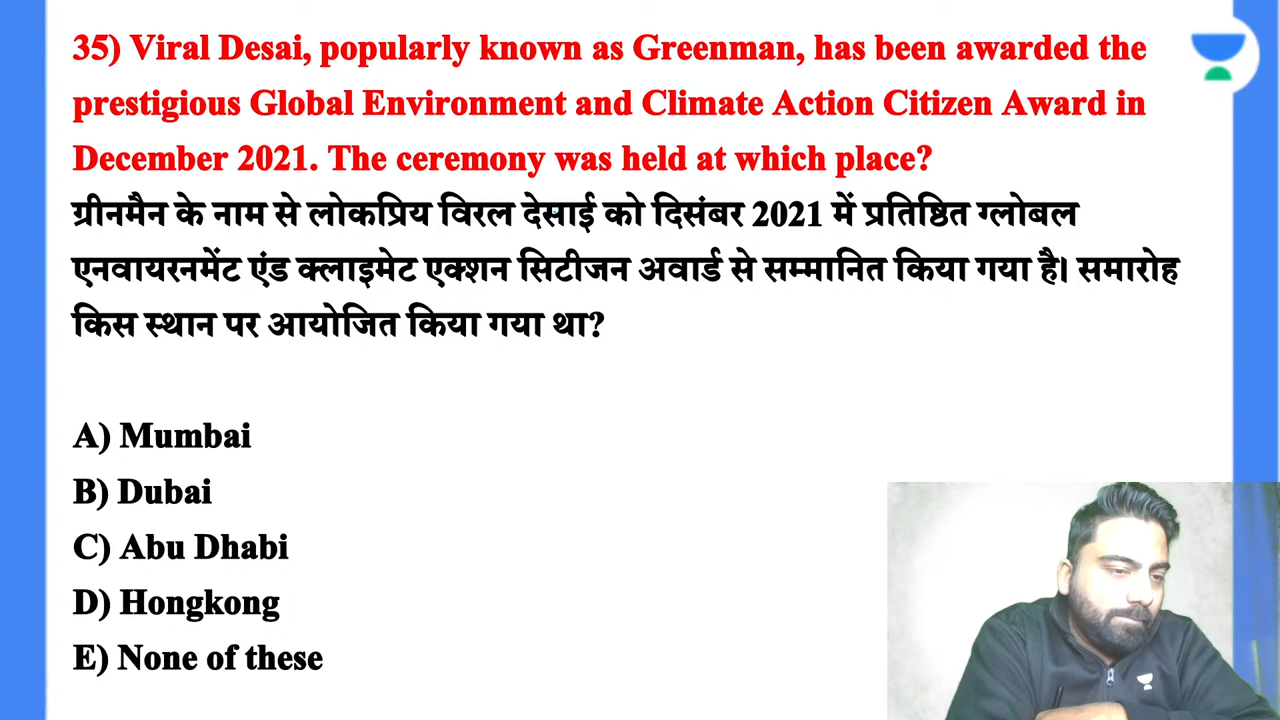 35) Viral Desai, popularly known as Greenman, has been awarded the
prestigious Global Environment and Climate Action Citizen Award in
December 2021. The ceremony was held at which place?
ग्रीनमैन के नाम से लोकप्रिय विरल देसाई को दिसंबर 2021 में प्रतिष्ठित ग्लोबल
एनवायरनमेंट एंड क्लाइमेट एक्शन सिटीजन अवार्ड से सम्मानित किया गया है। समारोह
किस स्थान पर आयोजित किया गया था?
A) Mumbai
B) Dubai
C) Abu Dhabi
D) Hongkong
E) None of these